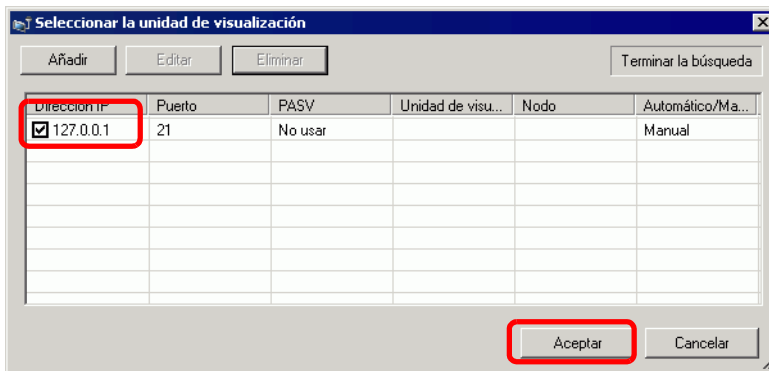 Seleccionar la unidad de visualización
Añadir Editar Eliminar Terminar la búsqueda
Dirección IP Puerto PASV Unidad de visu... Nodo Automático/Ma...
127.0.0.1 21 No usar Manual
Aceptar Cancelar